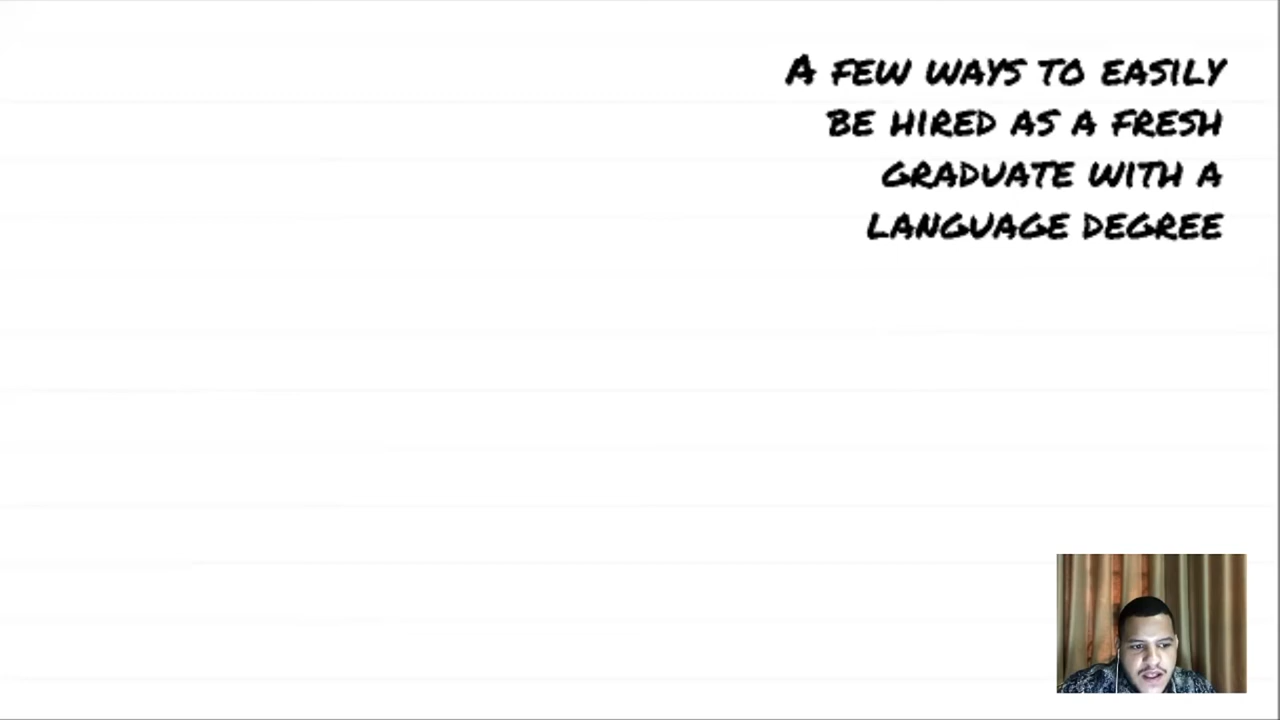 A FEW WAYS TO EASILY
BE HIRED AS A FRESH
GRADUATE WITH A
LANGUAGE DEGREE